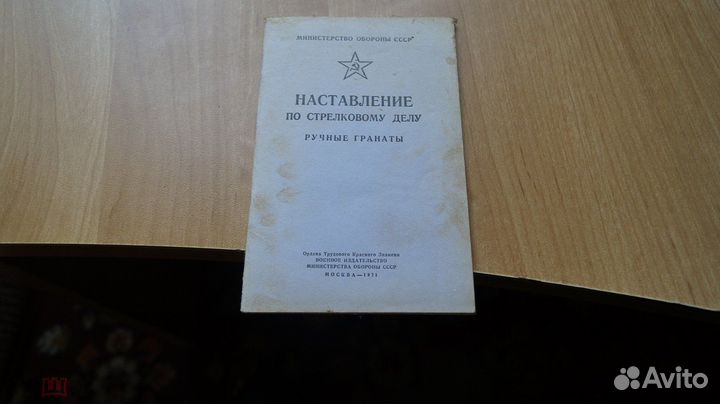 МИНИСТЕРСТВО ОБОРОНЫ СССР
НАСТАВЛЕНИЕ
ПО СТРЕЛКОВОМУ ДЕЛУ
РУЧНЫЕ ГРАНАТЫ
Ордена Трудового Красного Знамени
ВОЕННОЕ ИЗДАТЕЛЬСТВО
МИНИСТЕРСТВА ОБОРОНЫ СССР
МОСКВА—1971
Avito